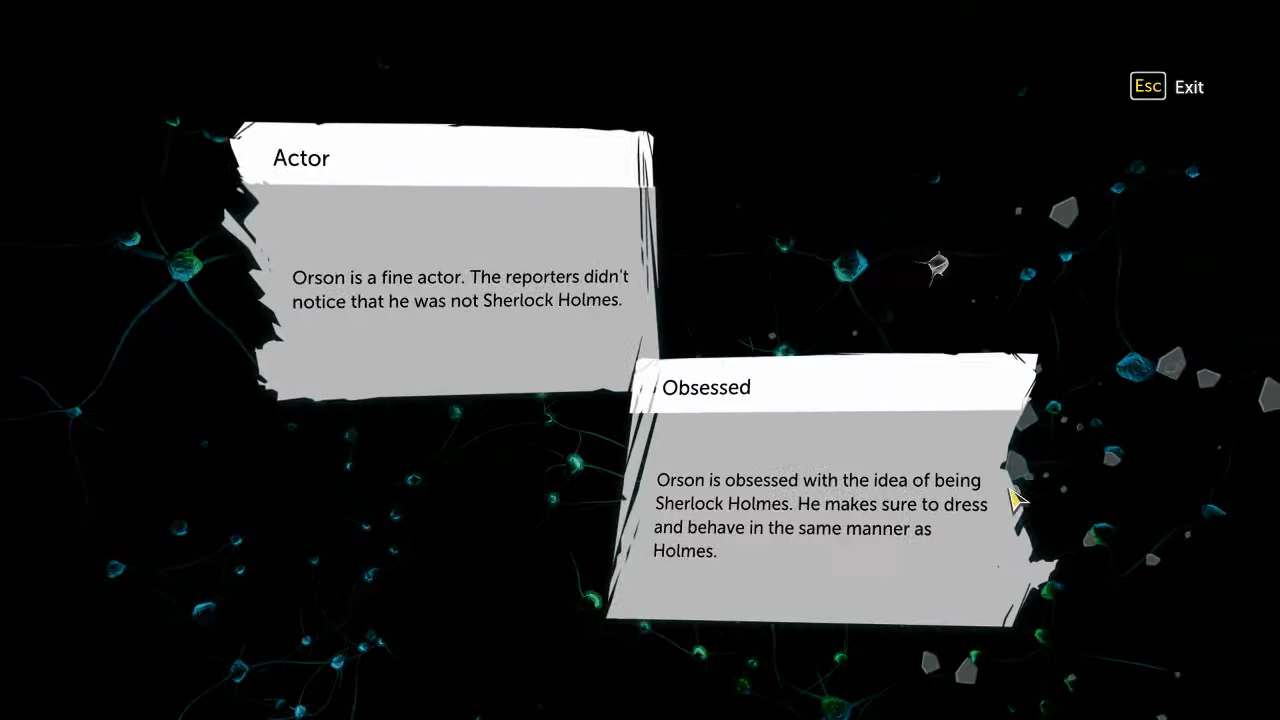 Esc Exit
Actor
Orson is a fine actor. The reporters didn't
notice that he was not Sherlock Holmes.
Obsessed
Orson is obsessed with the idea of being
Sherlock Holmes. He makes sure to dress
and behave in the same manner as
Holmes.